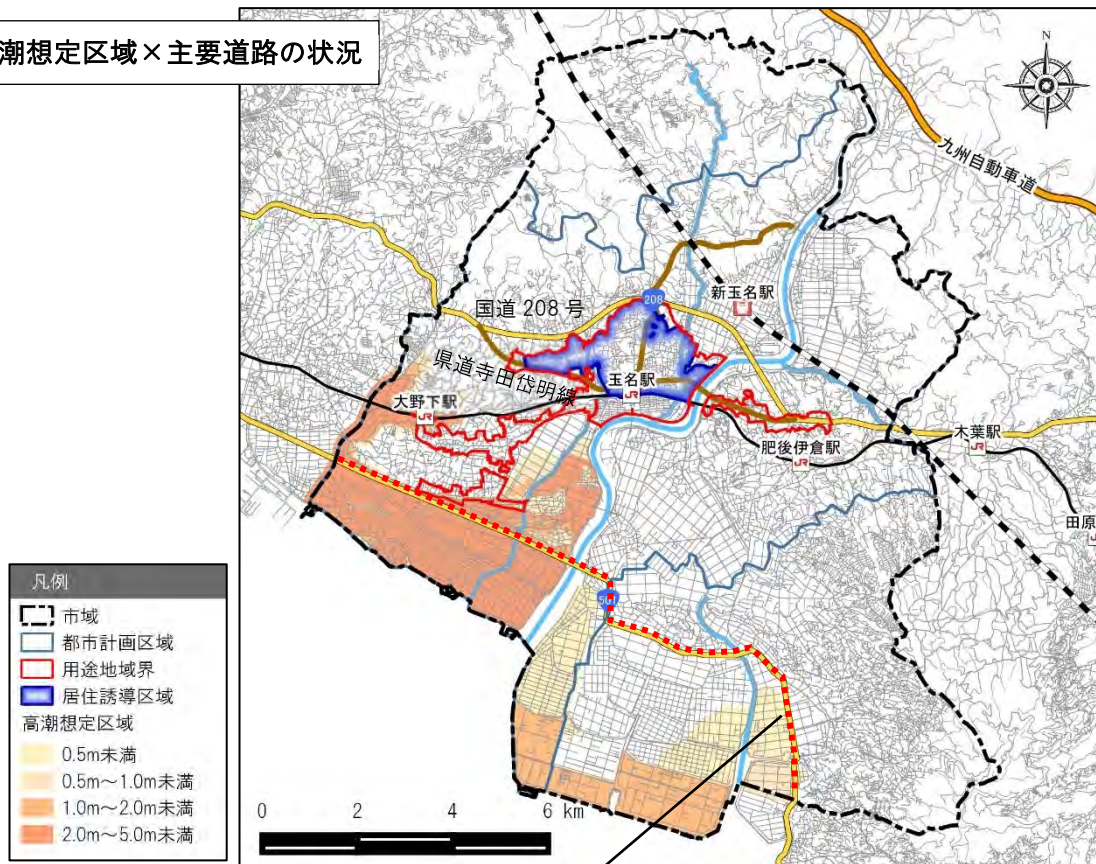 潮想定区域×主要道路の状況
N
九州自動車道
新玉名駅
国道 208 号
208
県道寺田岱明線
玉名駅
JR
大野下駅
JR
肥後伊倉駅
JR
木葉駅
JR
田原
501
凡例
市域
都市計画区域
用途地域界
居住誘導区域
高潮想定区域
0.5m未満
0.5m～1.0m未満
1.0m～2.0m未満
2.0m～5.0m未満
0 2 4 6 km